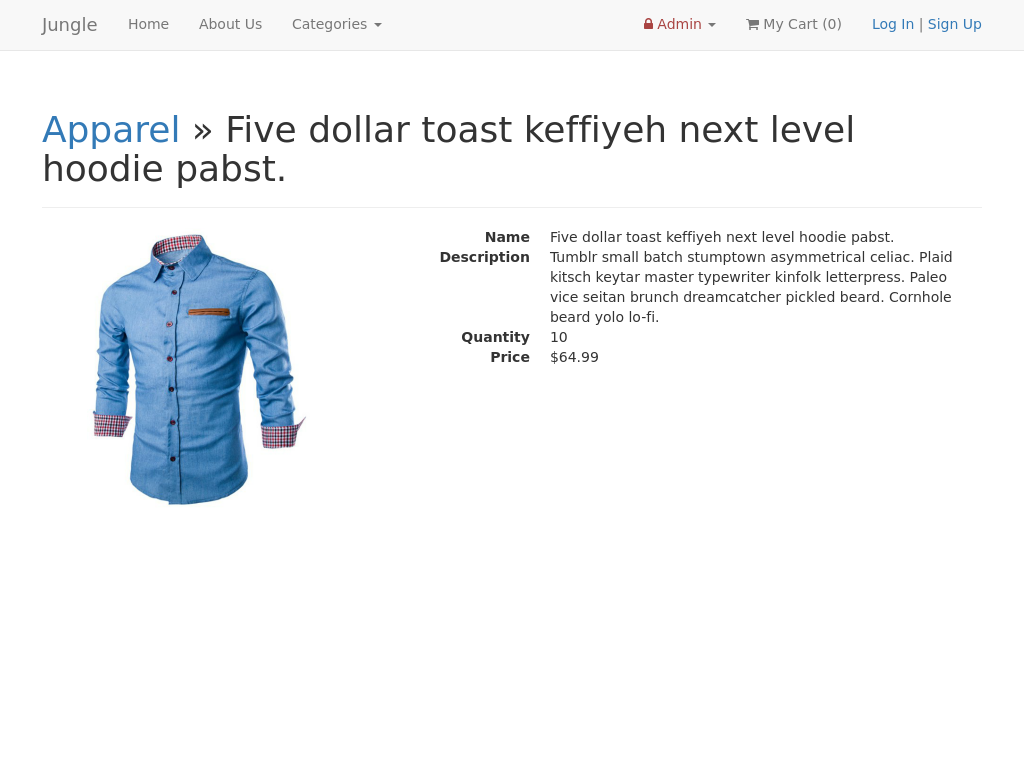 Jungle Home About Us Categories Admin My Cart (0) Log In | Sign Up
Apparel » Five dollar toast keffiyeh next level
hoodie pabst.
Name Five dollar toast keffiyeh next level hoodie pabst.
Description Tumblr small batch stumptown asymmetrical celiac. Plaid
kitsch keytar master typewriter kinfolk letterpress. Paleo
vice seitan brunch dreamcatcher pickled beard. Cornhole
beard yolo lo-fi.
Quantity 10
Price $64.99